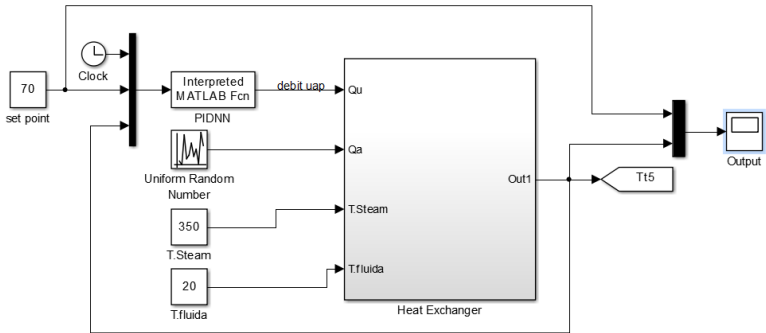 Clock
70
set point
Interpreted
MATLAB Fcn
PIDNN
debit uap
Uniform Random
Number
350
T.Steam
20
T.fluida
Qu
Qa
T.Steam
T.fluida
Out1
Heat Exchanger
Tt5
Output